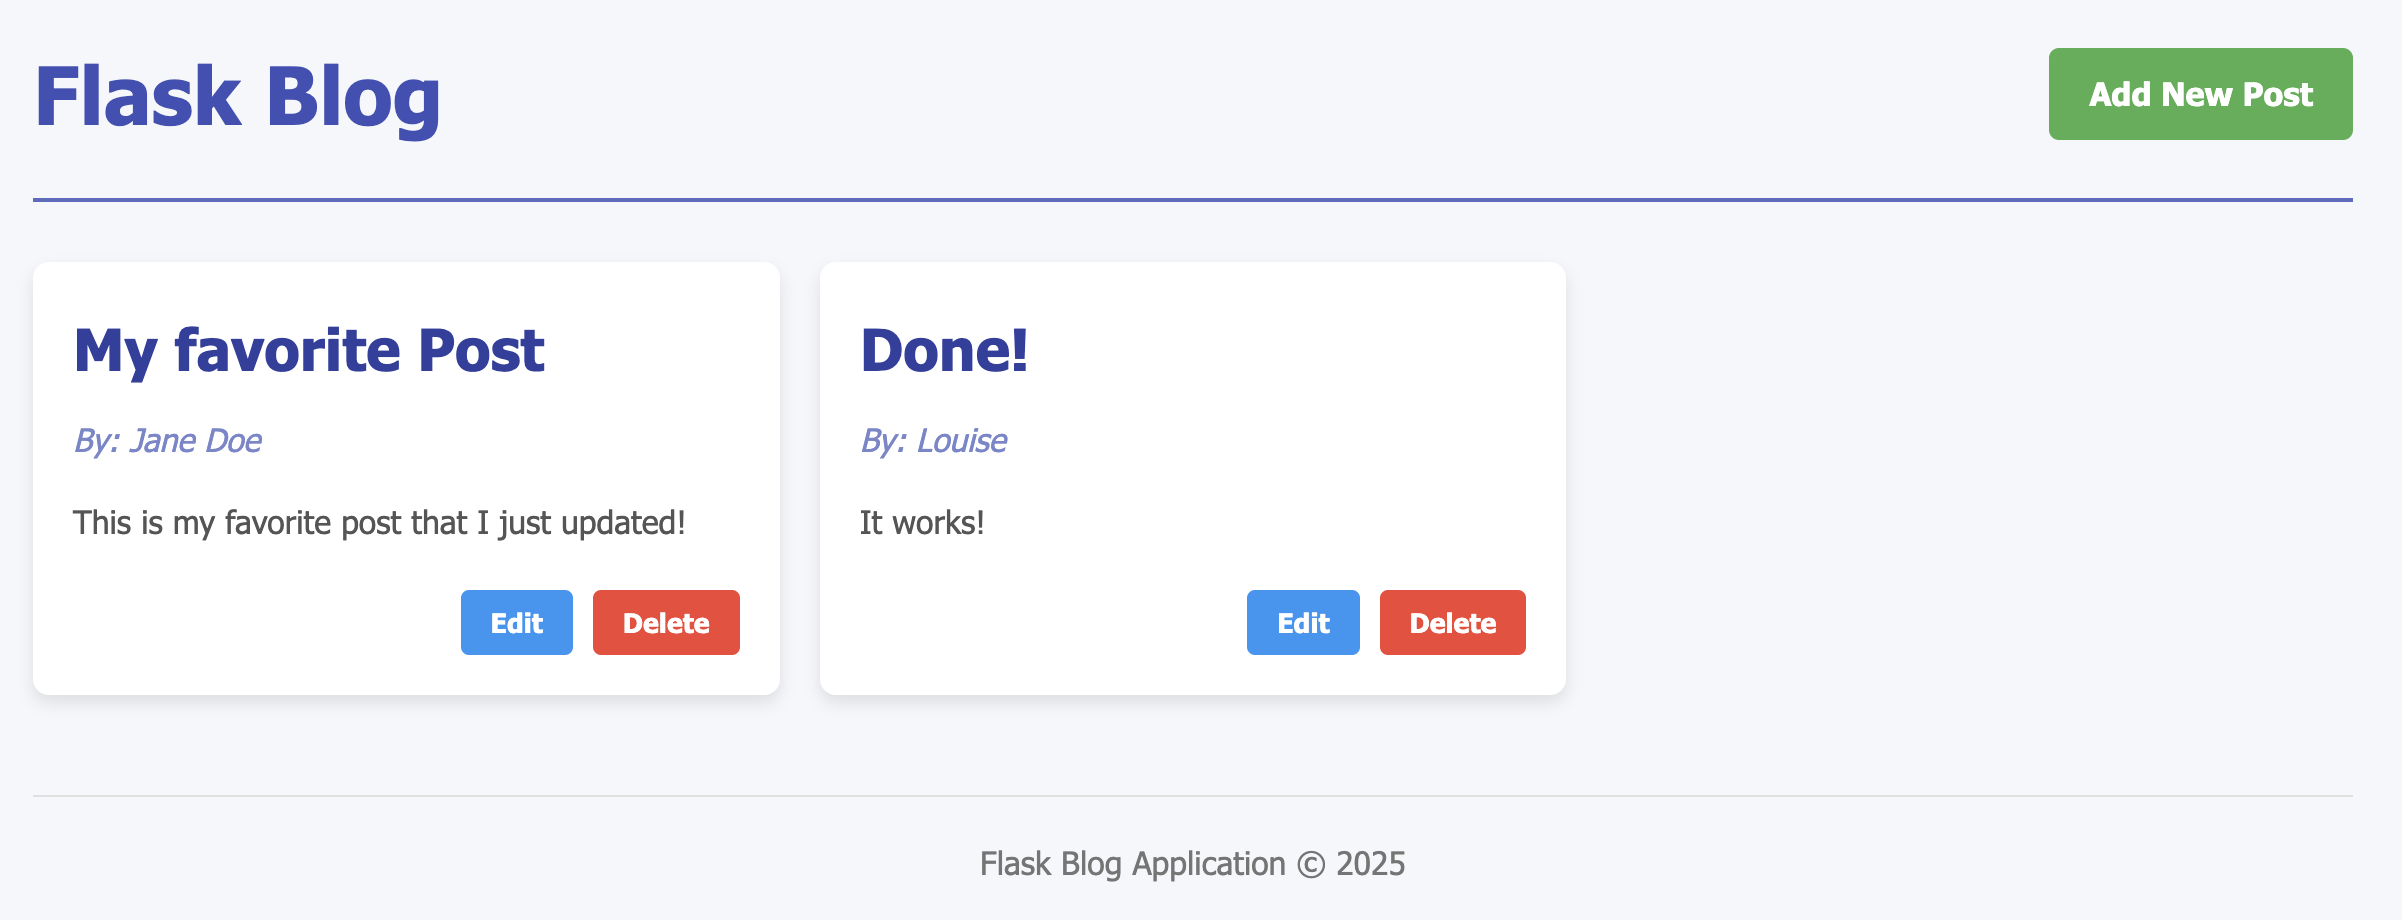 Flask Blog
Add New Post
My favorite Post
By: Jane Doe
This is my favorite post that I just updated!
Edit Delete
Done!
By: Louise
It works!
Edit Delete
Flask Blog Application © 2025